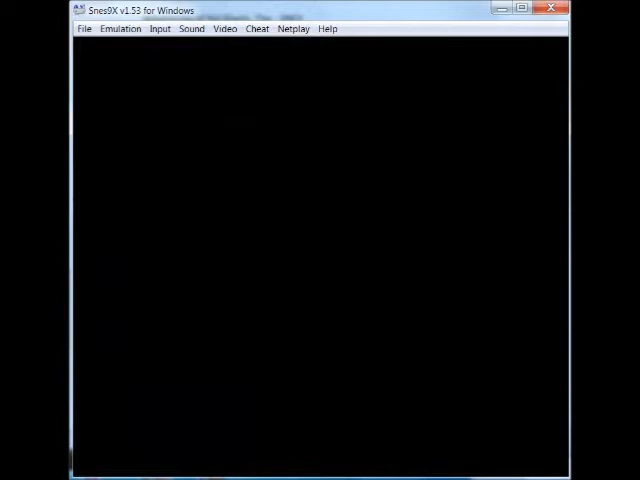 Snes9X v1.53 for Windows
File Emulation Input Sound Video Cheat Netplay Help